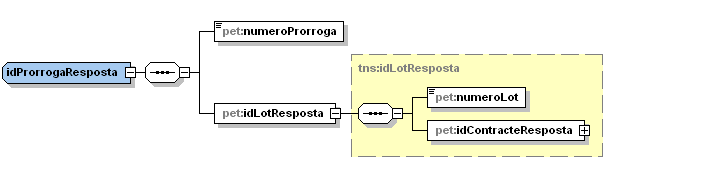 pet:numeroProrroga
tns:idLotResposta
idProrrogaResposta
pet:numeroLot
pet:idLotResposta
pet:idContracteResposta